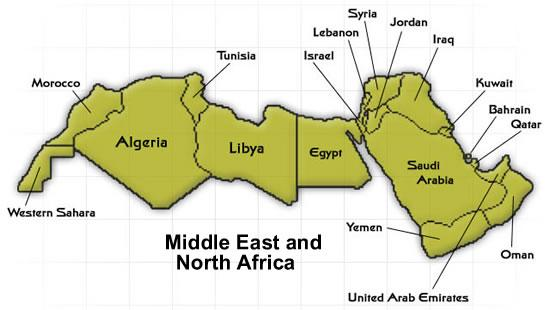 Syria
Lebanon
Jordan
Israel
Iraq
Tunisia
Morocco
Kuwait
Bahrain
Qatar
Algeria
Libya
Egypt
Saudi
Arabia
Western Sahara
Yemen
Oman
Middle East and
North Africa
United Arab Emirates